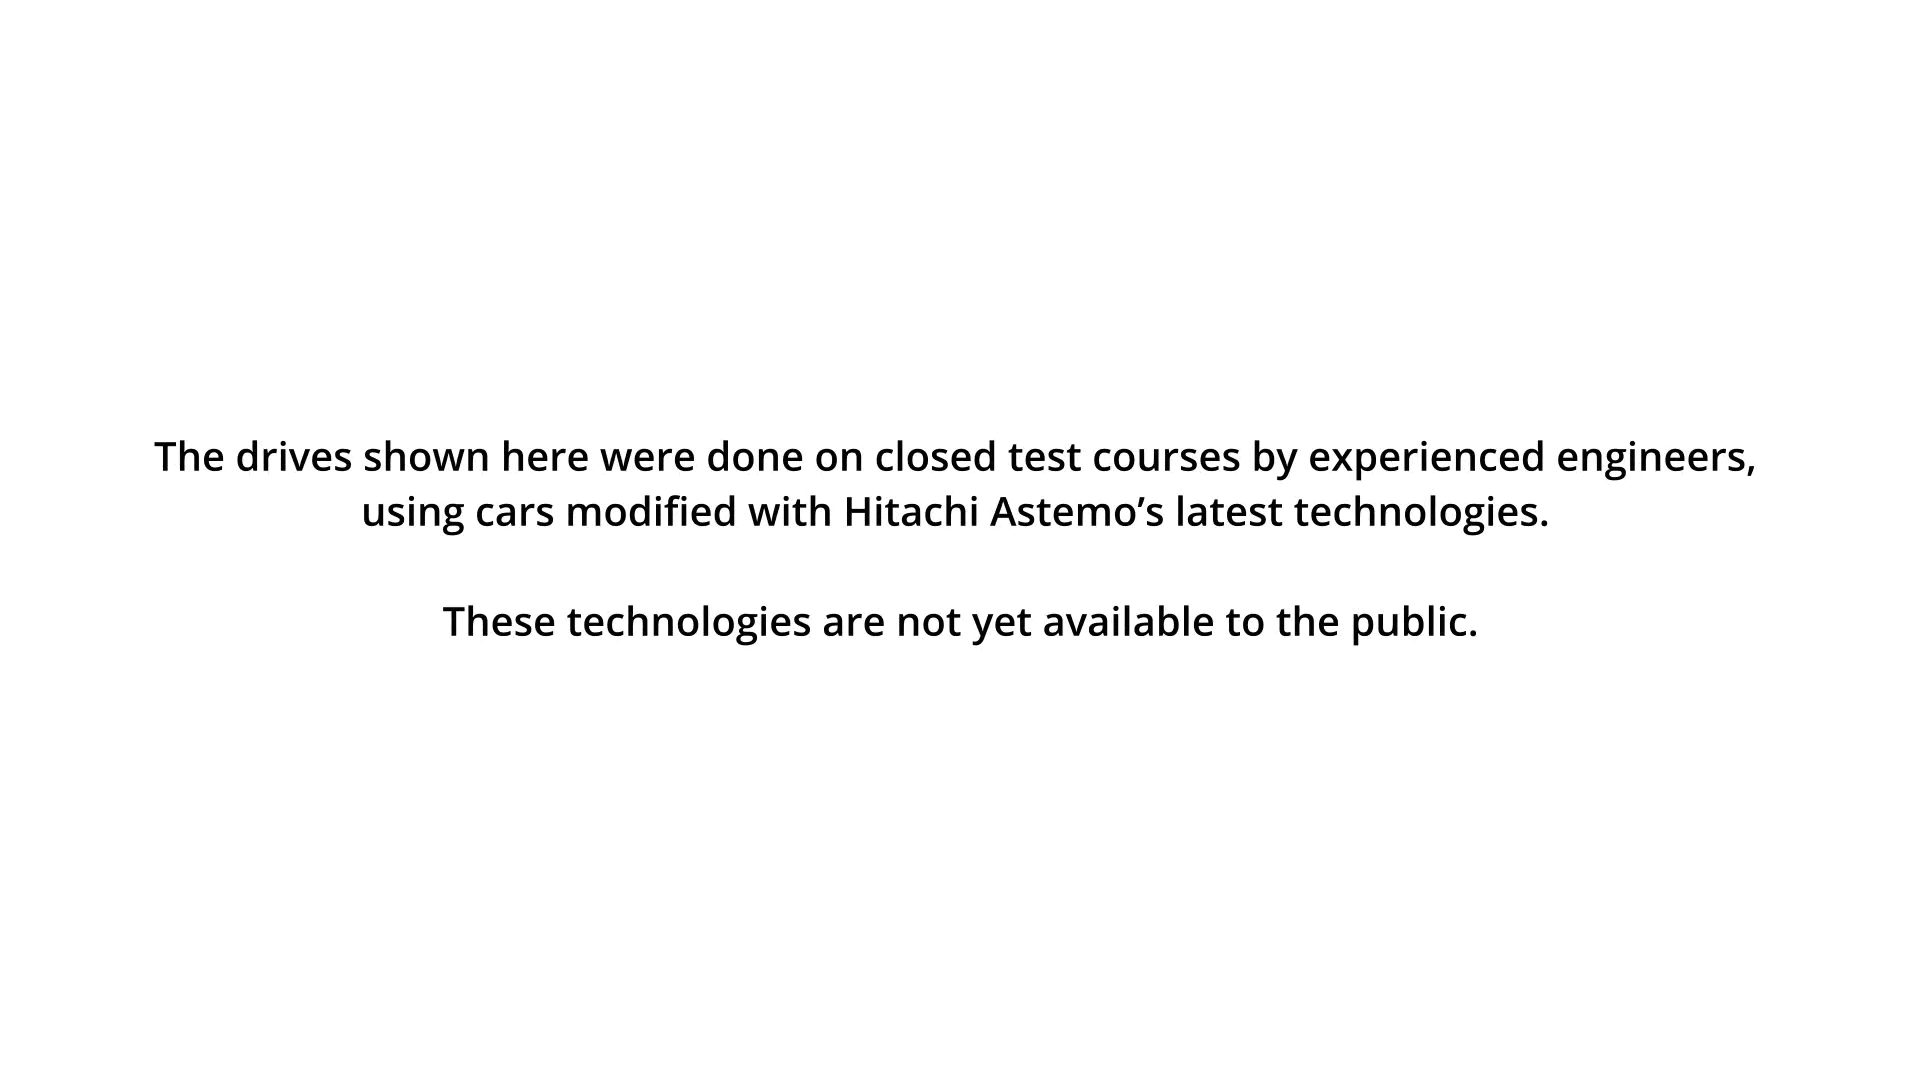 The drives shown here were done on closed test courses by experienced engineers,
using cars modified with Hitachi Astemo’s latest technologies.
These technologies are not yet available to the public.